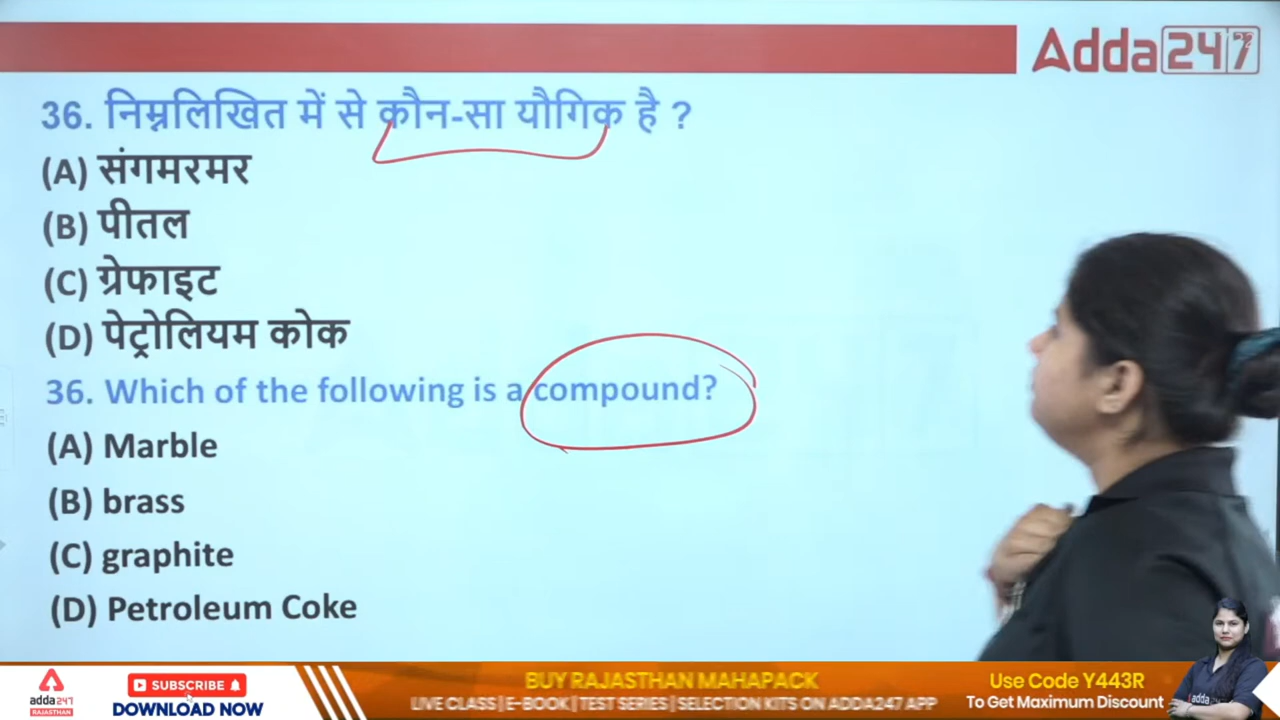 Adda247
36. निम्नलिखित में से कौन-सा यौगिक है ?
(A) संगमरमर
(B) पीतल
(C) ग्रेफाइट
(D) पेट्रोलियम कोक
36. Which of the following is a compound?
(A) Marble
(B) brass
(C) graphite
(D) Petroleum Coke
adda247
RAJASTHAN
SUBSCRIBE
DOWNLOAD NOW
BUY RAJASTHAN MAHAPACK
LIVE CLASS | E-BOOK | TEST SERIES | SELECTION KITS ON ADDA247 APP
Use Code Y443R
To Get Maximum Discount
adda247